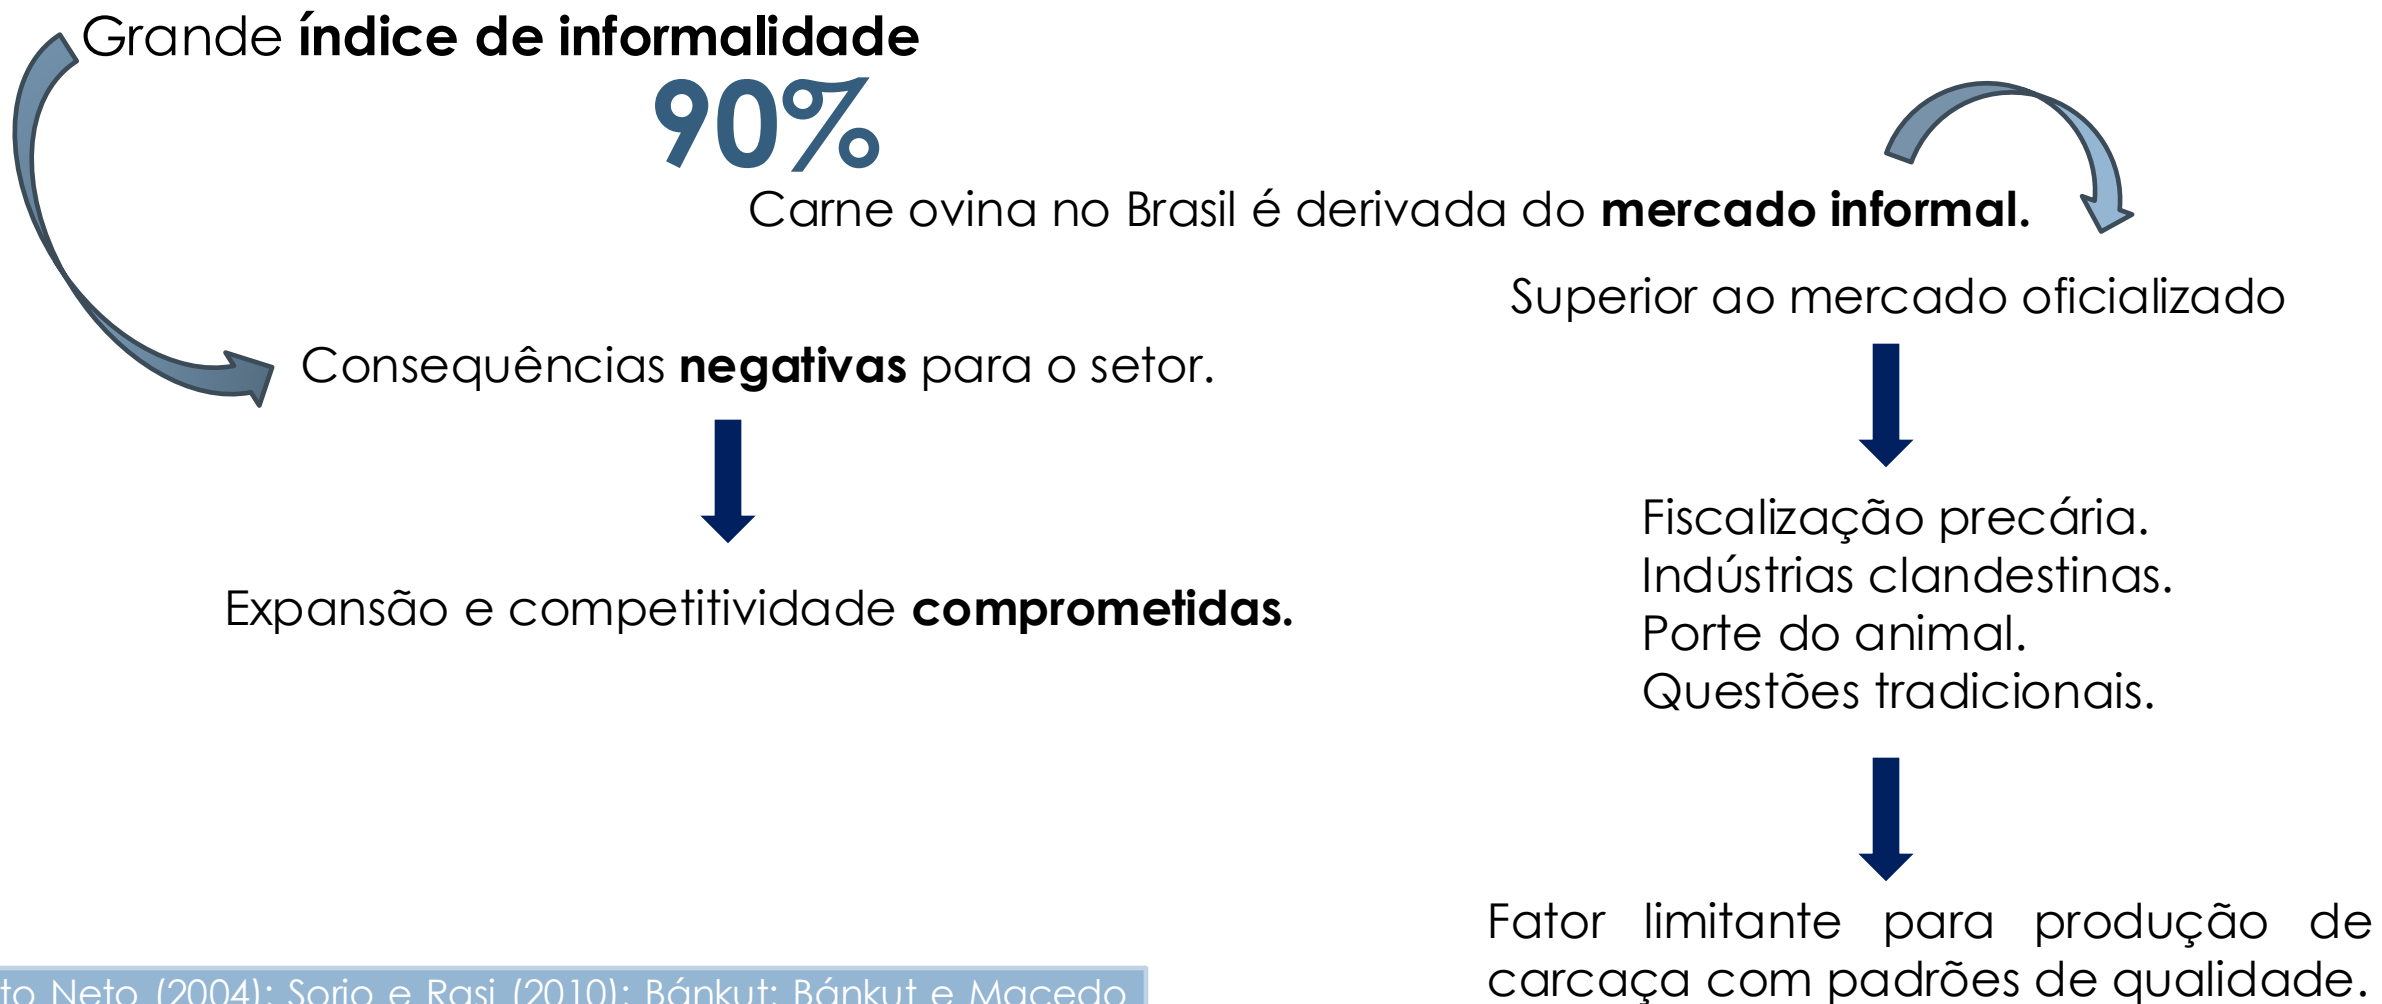 Grande índice de informalidade
90%
Carne ovina no Brasil é derivada do mercado informal.
Superior ao mercado oficializado
Consequências negativas para o setor.
Expansão e competitividade comprometidas.
Fiscalização precária.
Indústrias clandestinas.
Porte do animal.
Questões tradicionais.
Fator limitante para produção de
carcaça com padrões de qualidade.
Neto (2004); Sorio e Rasi (2010); Bánkut; Bánkut e Macedo